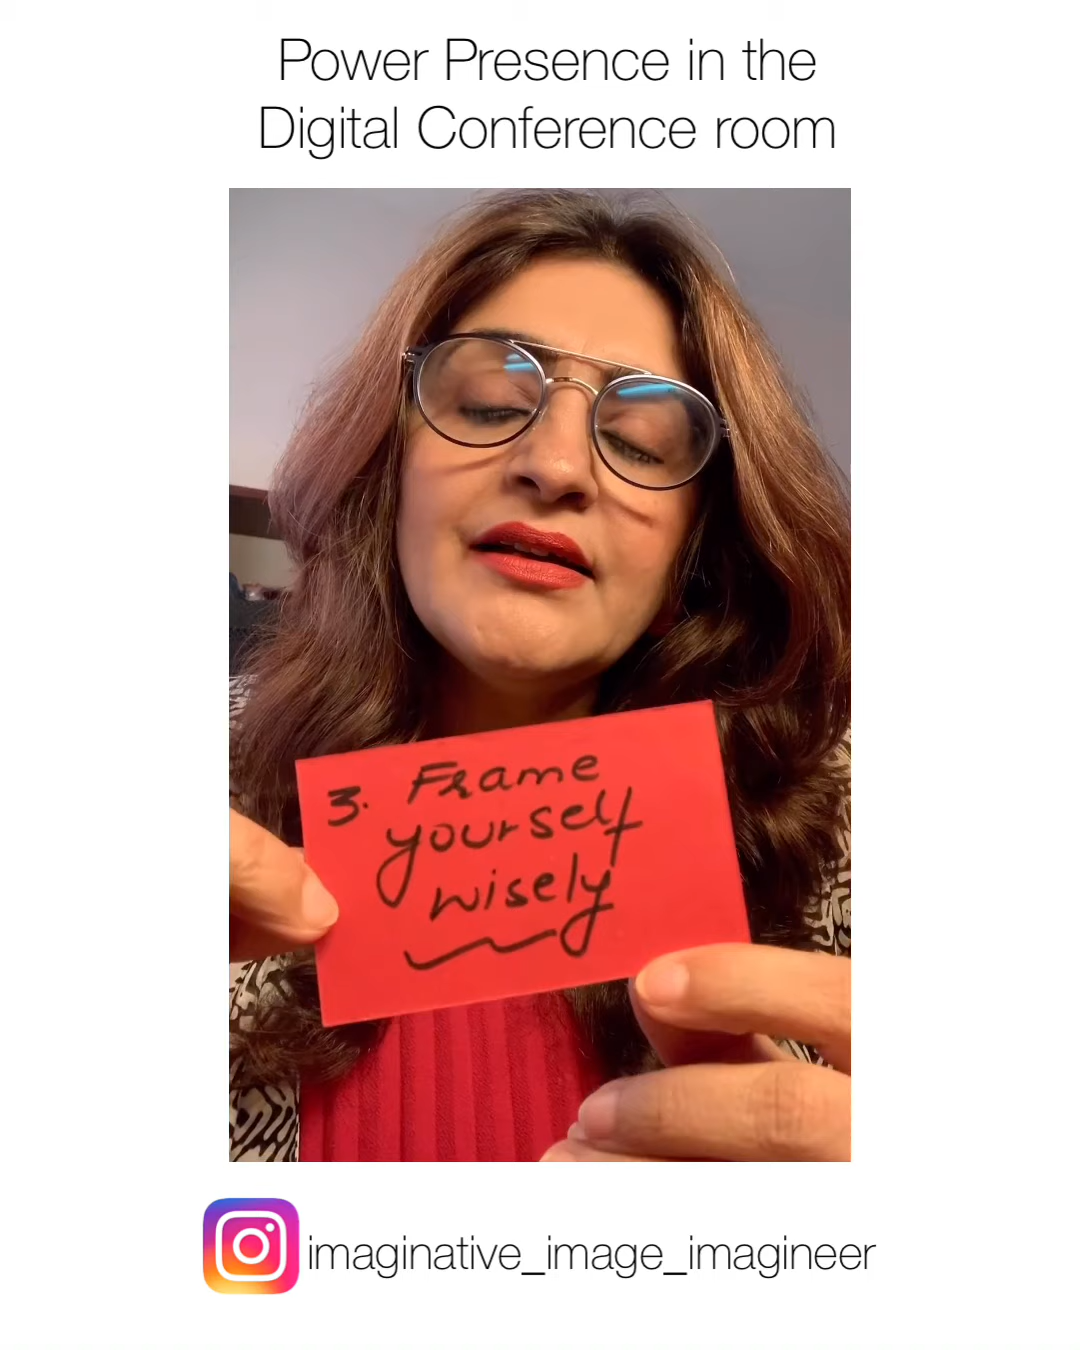 Power Presence in the
Digital Conference room
3. Frame
yourself
wisely
imaginative_image_imagineer